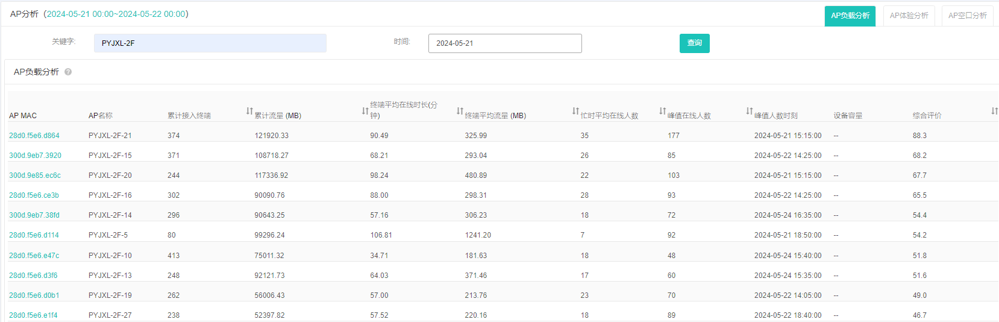 AP分析（2024-05-21 00:00~2024-05-22 00:00） AP负载分析 AP体验分析 AP空口分析
关键字: PYJXL-2F 时间: 2024-05-21 查询
AP负载分析
AP MAC AP名称 累计接入终端 累计流量 (MB) 终端平均在线时长(分钟) 终端平均流量 (MB) 忙时平均在线人数 峰值在线人数 峰值人数时刻 设备容量 综合评价
28d0.f5e6.d864 PYJXL-2F-21 374 121920.33 90.49 325.99 35 177 2024-05-21 15:15:00 -- 88.3
300d.9eb7.3920 PYJXL-2F-15 371 108718.27 68.21 293.04 26 85 2024-05-22 14:25:00 -- 68.2
300d.9e85.ec6c PYJXL-2F-20 244 117336.92 98.24 480.89 22 103 2024-05-21 15:15:00 -- 67.7
28d0.f5e6.ce3b PYJXL-2F-16 302 90090.76 88.00 298.31 28 93 2024-05-22 14:25:00 -- 65.5
300d.9eb7.38fd PYJXL-2F-14 296 90643.25 57.16 306.23 18 72 2024-05-24 16:35:00 -- 54.4
28d0.f5e6.d114 PYJXL-2F-5 80 99296.24 106.81 1241.20 7 92 2024-05-21 18:50:00 -- 54.2
28d0.f5e6.e47c PYJXL-2F-10 413 75011.32 34.71 181.63 18 48 2024-05-24 15:40:00 -- 51.8
28d0.f5e6.d3f6 PYJXL-2F-13 248 92121.73 64.03 371.46 17 60 2024-05-24 15:35:00 -- 51.6
28d0.f5e6.d0b1 PYJXL-2F-19 262 56006.43 57.00 213.76 23 70 2024-05-22 14:05:00 -- 49.0
28d0.f5e6.e1f4 PYJXL-2F-27 238 52397.82 57.52 220.16 18 89 2024-05-22 18:40:00 -- 46.7